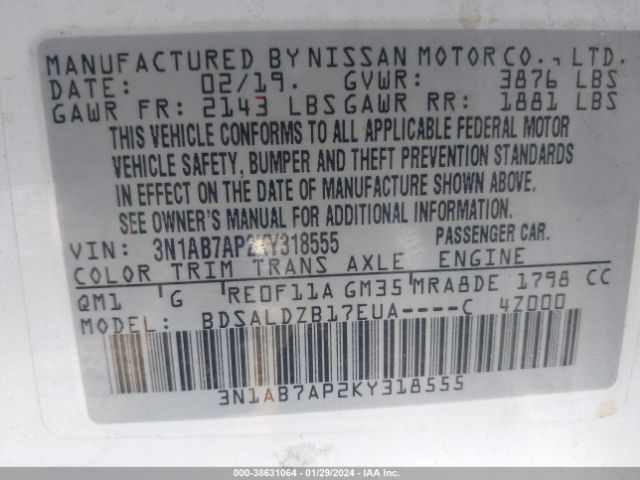 MANUFACTURED BY NISSAN MOTOR CO., LTD.
DATE: 02/19. GVWR: 3876 LBS
GAWR FR: 2143 LBS GAWR RR: 1881 LBS
THIS VEHICLE CONFORMS TO ALL APPLICABLE FEDERAL MOTOR
VEHICLE SAFETY, BUMPER AND THEFT PREVENTION STANDARDS
IN EFFECT ON THE DATE OF MANUFACTURE SHOWN ABOVE.
SEE OWNER'S MANUAL FOR ADDITIONAL INFORMATION.
VIN: 3N1AB7AP2KY318555 PASSENGER CAR.
COLOR TRIM TRANS AXLE ENGINE
QM1 G RE0F11A GM35 MRA8DE 1798 CC
MODEL: BDSALDZB17EUA----C 4Z000
3N1AB7AP2KY318555
BDO-38631064 | 01/29/2024 - IAA Inc.